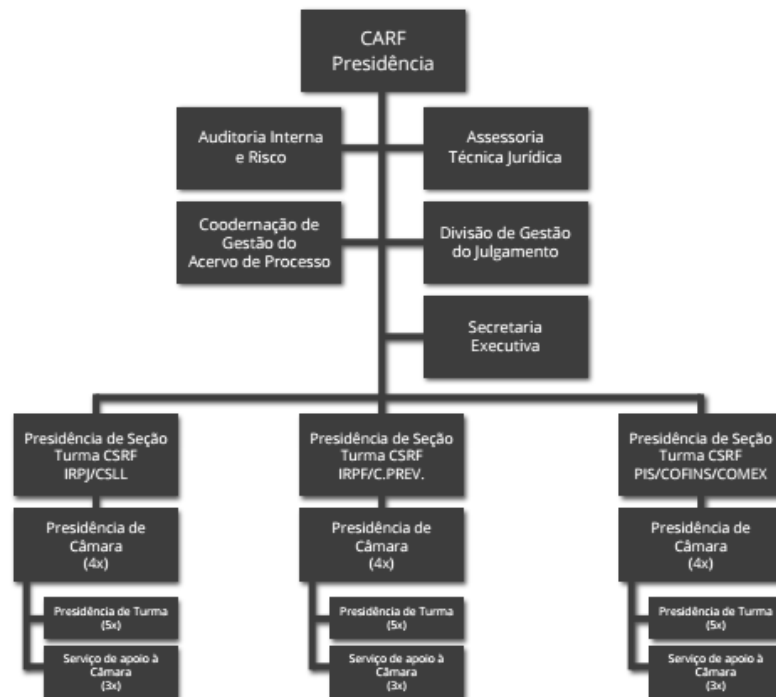 CARF
Presidência
Auditoria Interna
e Risco
Assessoria
Técnica Jurídica
Coodernação de
Gestão do
Acervo de Processo
Divisão de Gestão
do Julgamento
Secretaria
Executiva
Presidência de Seção
Turma CSRF
IRPJ/CSLL
Presidência de Seção
Turma CSRF
IRPF/C.PREV.
Presidência de Seção
Turma CSRF
PIS/COFINS/COMEX
Presidência de
Câmara
(4x)
Presidência de
Câmara
(4x)
Presidência de
Câmara
(4x)
Presidência de Turma
(5x)
Presidência de Turma
(5x)
Presidência de Turma
(5x)
Serviço de apoio à
Câmara
(3x)
Serviço de apoio à
Câmara
(3x)
Serviço de apoio à
Câmara
(3x)